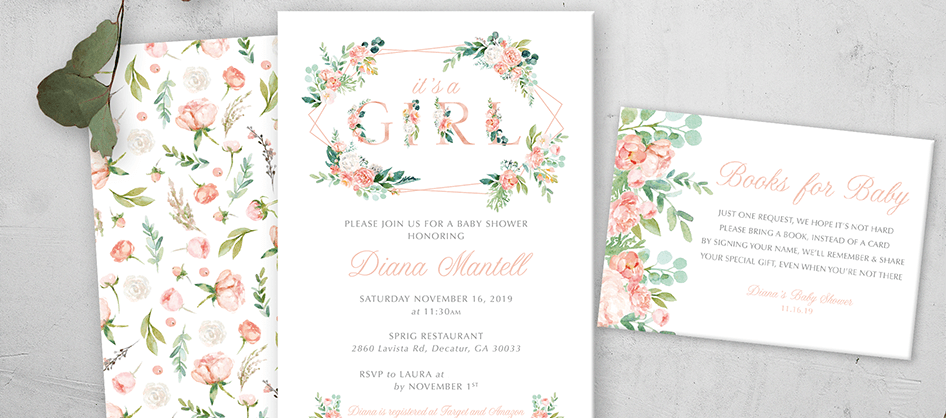 it's a
GIRL
PLEASE JOIN US FOR A BABY SHOWER
HONORING
Diana Mantell
SATURDAY NOVEMBER 16, 2019
at 11:30AM
SPRIG RESTAURANT
2860 Lavista Rd, Decatur, GA 30033
RSVP to LAURA at
by NOVEMBER 1ST
Diana is registered at Target and Amazon
Books for Baby
JUST ONE REQUEST, WE HOPE IT'S NOT HARD
PLEASE BRING A BOOK, INSTEAD OF A CARD
BY SIGNING YOUR NAME, WE'LL REMEMBER & SHARE
YOUR SPECIAL GIFT, EVEN WHEN YOU'RE NOT THERE
Diana's Baby Shower
11.16.19